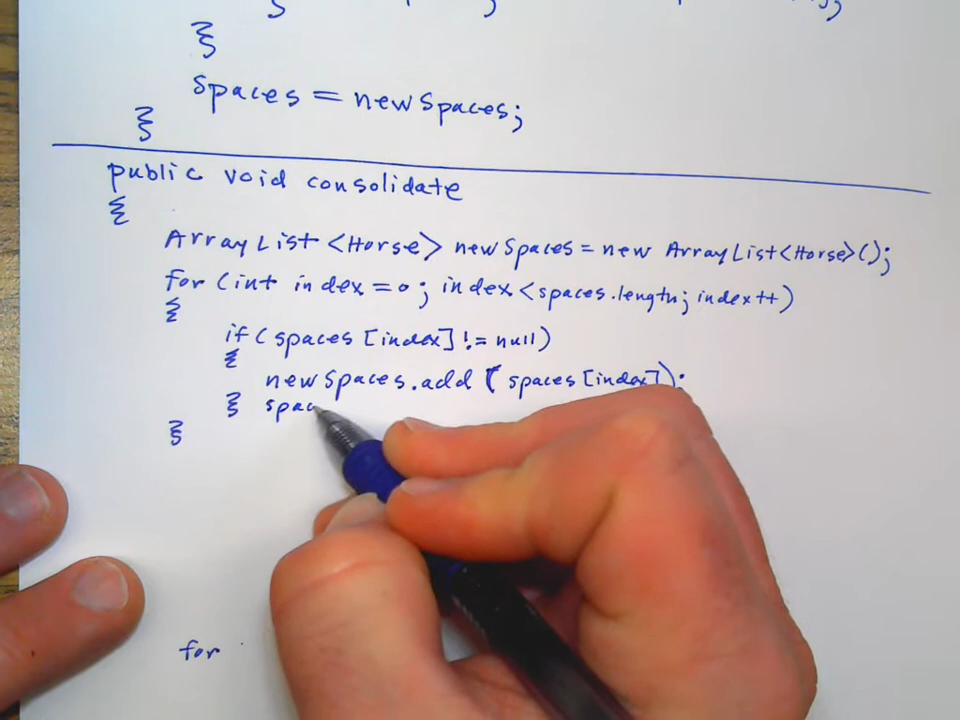 }
spaces = newSpaces;
}
public void consolidate
{
ArrayList <Horse> newSpaces = new ArrayList<Horse>();
for (int index = 0; index < spaces.length; index++)
{
if (spaces [index] != null)
{
newSpaces.add (spaces [index]);
} spac
}
for